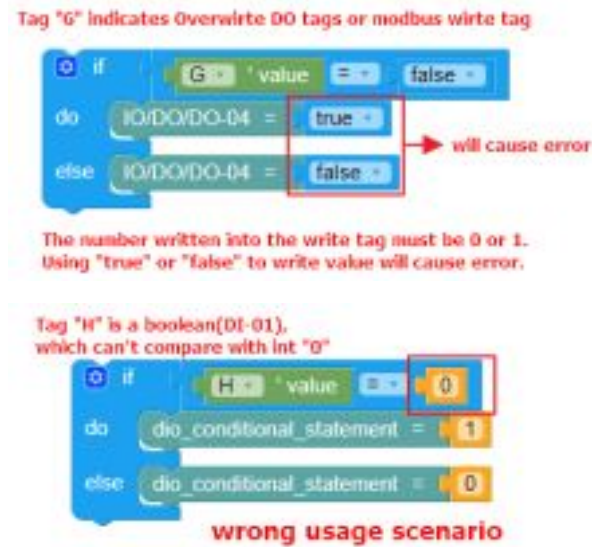 Tag "G" indicates Overwirte DO tags or modbus wirte tag
if G ' value = false
do IO/DO/DO-04 = true
will cause error
else IO/DO/DO-04 = false
The number written into the write tag must be 0 or 1.
Using "true" or "false" to write value will cause error.
Tag "H" is a boolean(DI-01),
which can't compare with int "0"
if H ' value = 0
do dio_conditional_statement = 1
else dio_conditional_statement = 0
wrong usage scenario